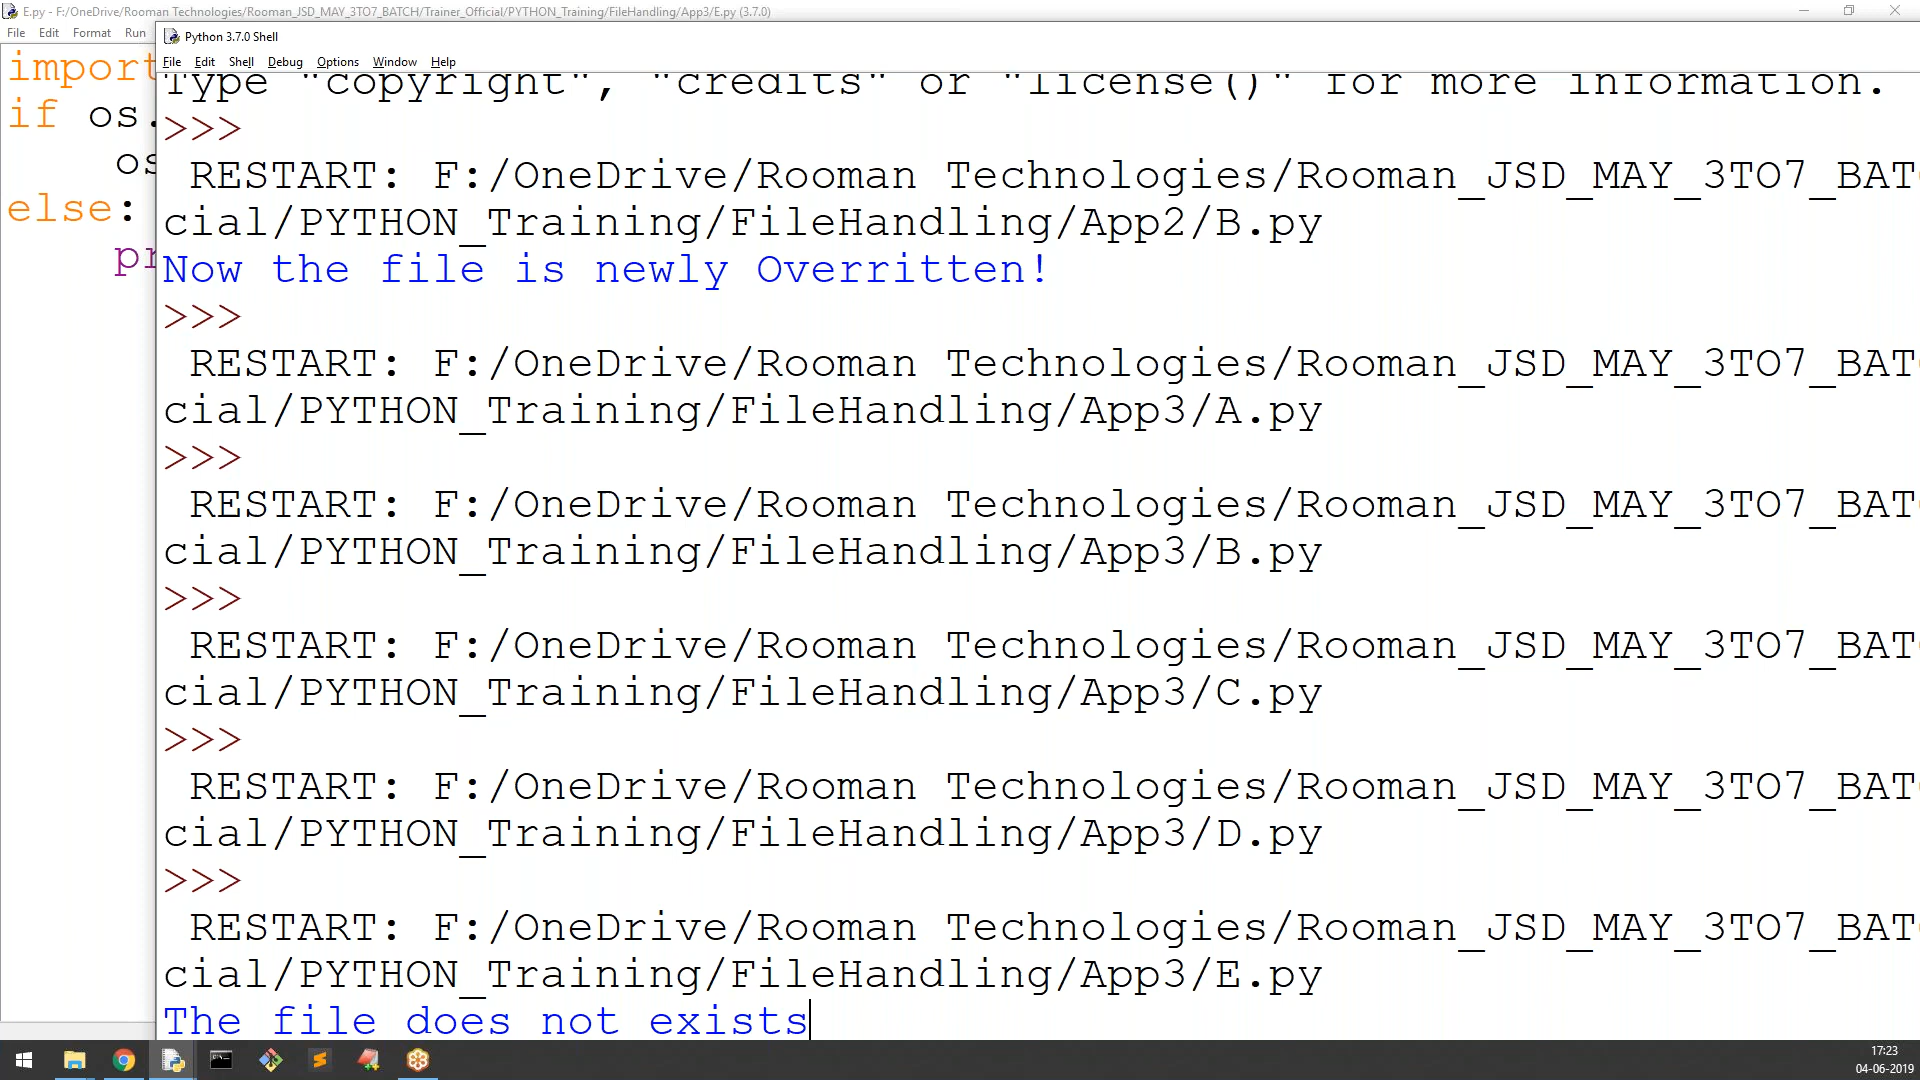 E.py - F:/OneDrive/Rooman Technologies/Rooman_JSD_MAY_3TO7_BATCH/Trainer_Official/PYTHON_Training/FileHandling/App3/E.py (3.7.0)
File Edit Format Run
Python 3.7.0 Shell
File Edit Shell Debug Options Window Help
import
if os.
os
else:
pr
Type "copyright", "credits" or "license()" for more information.
>>>
RESTART: F:/OneDrive/Rooman Technologies/Rooman_JSD_MAY_3TO7_BAT
cial/PYTHON_Training/FileHandling/App2/B.py
Now the file is newly Overritten!
>>>
RESTART: F:/OneDrive/Rooman Technologies/Rooman_JSD_MAY_3TO7_BAT
cial/PYTHON_Training/FileHandling/App3/A.py
>>>
RESTART: F:/OneDrive/Rooman Technologies/Rooman_JSD_MAY_3TO7_BAT
cial/PYTHON_Training/FileHandling/App3/B.py
>>>
RESTART: F:/OneDrive/Rooman Technologies/Rooman_JSD_MAY_3TO7_BAT
cial/PYTHON_Training/FileHandling/App3/C.py
>>>
RESTART: F:/OneDrive/Rooman Technologies/Rooman_JSD_MAY_3TO7_BAT
cial/PYTHON_Training/FileHandling/App3/D.py
>>>
RESTART: F:/OneDrive/Rooman Technologies/Rooman_JSD_MAY_3TO7_BAT
cial/PYTHON_Training/FileHandling/App3/E.py
The file does not exists
17:23
04-06-2019